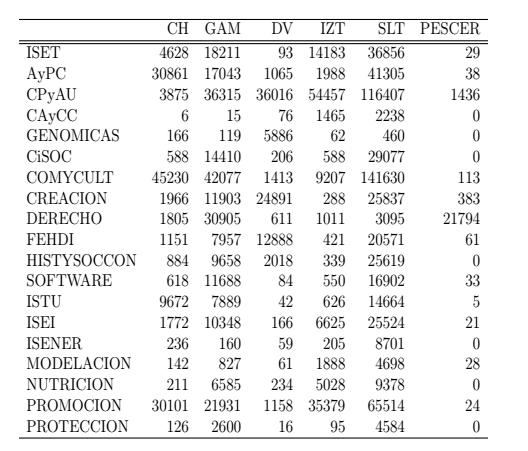 CH GAM DV IZT SLT PESCER
ISET 4628 18211 93 14183 36856 29
AyPC 30861 17043 1065 1988 41305 38
CPyAU 3875 36315 36016 54457 116407 1436
CAyCC 6 15 76 1465 2238 0
GENOMICAS 166 119 5886 62 460 0
CiSOC 588 14410 206 588 29077 0
COMYCULT 45230 42077 1413 9207 141630 113
CREACION 1966 11903 24891 288 25837 383
DERECHO 1805 30905 611 1011 3095 21794
FEHDI 1151 7957 12888 421 20571 61
HISTYSOCCON 884 9658 2018 339 25619 0
SOFTWARE 618 11688 84 550 16902 33
ISTU 9672 7889 42 626 14664 5
ISEI 1772 10348 166 6625 25524 21
ISENER 236 160 59 205 8701 0
MODELACION 142 827 61 1888 4698 28
NUTRICION 211 6585 234 5028 9378 0
PROMOCION 30101 21931 1158 35379 65514 24
PROTECCION 126 2600 16 95 4584 0